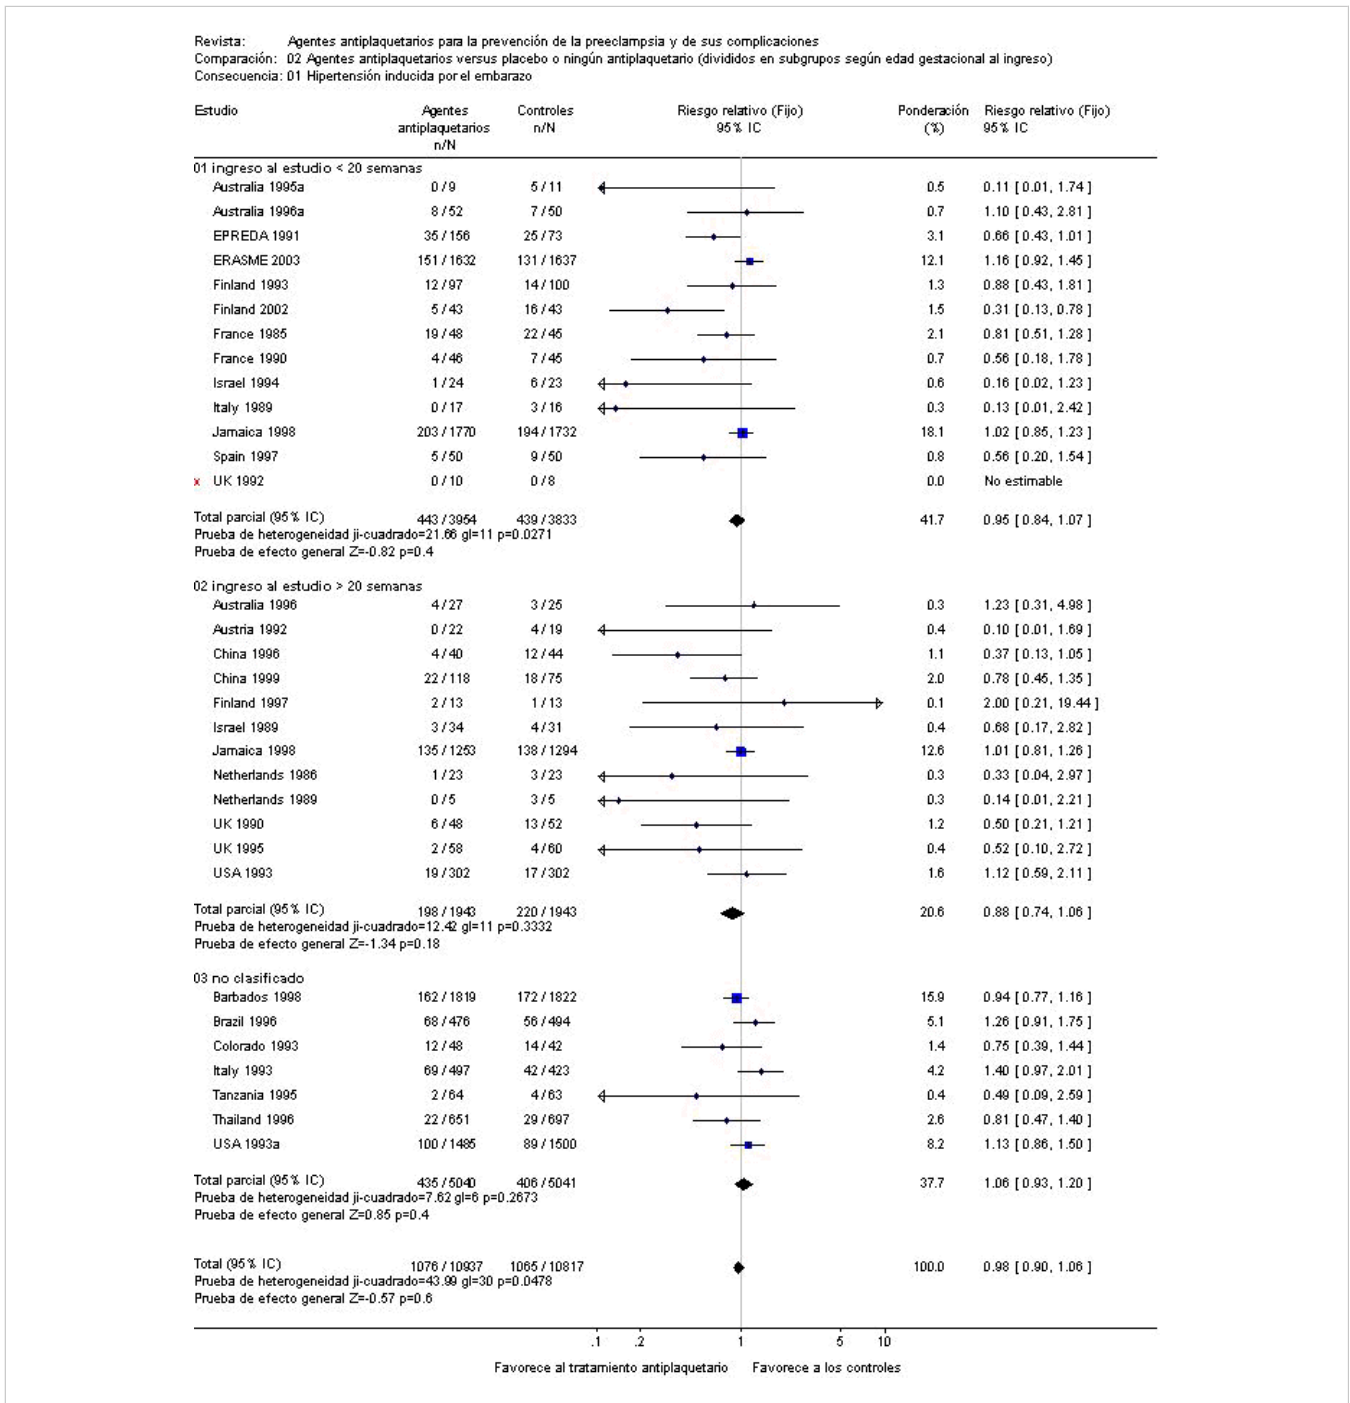 Revista: Agentes antiplaquetarios para la prevención de la preeclampsia y de sus complicaciones
Comparación: 02 Agentes antiplaquetarios versus placebo o ningún antiplaquetario (divididos en subgrupos según edad gestacional al ingreso)
Consecuencia: 01 Hipertensión inducida por el embarazo
Estudio Agentes Controles Riesgo relativo (Fijo) Ponderación Riesgo relativo (Fijo)
antiplaquetarios n/N 95% IC (%) 95% IC
n/N
01 ingreso al estudio < 20 semanas
Australia 1995a 0/9 5/11 0.5 0.11 [ 0.01, 1.74 ]
Australia 1996a 8/52 7/50 0.7 1.10 [ 0.43, 2.81 ]
EPREDA 1991 35/156 25/73 3.1 0.66 [ 0.43, 1.01 ]
ERASME 2003 151/1632 131/1637 12.1 1.16 [ 0.92, 1.45 ]
Finland 1993 12/97 14/100 1.3 0.88 [ 0.43, 1.81 ]
Finland 2002 5/43 16/43 1.5 0.31 [ 0.13, 0.78 ]
France 1985 19/48 22/45 2.1 0.81 [ 0.51, 1.28 ]
France 1990 4/46 7/45 0.7 0.56 [ 0.18, 1.78 ]
Israel 1994 1/24 6/23 0.6 0.16 [ 0.02, 1.23 ]
Italy 1989 0/17 3/16 0.3 0.13 [ 0.01, 2.42 ]
Jamaica 1998 203/1770 194/1732 18.1 1.02 [ 0.85, 1.23 ]
Spain 1997 5/50 9/50 0.8 0.56 [ 0.20, 1.54 ]
x UK 1992 0/10 0/8 0.0 No estimable
Total parcial (95% IC) 443/3954 439/3833 41.7 0.95 [ 0.84, 1.07 ]
Prueba de heterogeneidad ji-cuadrado=21.66 gl=11 p=0.0271
Prueba de efecto general Z=-0.82 p=0.4
02 ingreso al estudio > 20 semanas
Australia 1996 4/27 3/25 0.3 1.23 [ 0.31, 4.98 ]
Austria 1992 0/22 4/19 0.4 0.10 [ 0.01, 1.69 ]
China 1996 4/40 12/44 1.1 0.37 [ 0.13, 1.05 ]
China 1999 22/118 18/75 2.0 0.78 [ 0.45, 1.35 ]
Finland 1997 2/13 1/13 0.1 2.00 [ 0.21, 19.44 ]
Israel 1989 3/34 4/31 0.4 0.68 [ 0.17, 2.82 ]
Jamaica 1998 135/1253 138/1294 12.6 1.01 [ 0.81, 1.26 ]
Netherlands 1986 1/23 3/23 0.3 0.33 [ 0.04, 2.97 ]
Netherlands 1989 0/5 3/5 0.3 0.14 [ 0.01, 2.21 ]
UK 1990 6/48 13/52 1.2 0.50 [ 0.21, 1.21 ]
UK 1995 2/58 4/60 0.4 0.52 [ 0.10, 2.72 ]
USA 1993 19/302 17/302 1.6 1.12 [ 0.59, 2.11 ]
Total parcial (95% IC) 198/1943 220/1943 20.6 0.88 [ 0.74, 1.06 ]
Prueba de heterogeneidad ji-cuadrado=12.42 gl=11 p=0.3332
Prueba de efecto general Z=-1.34 p=0.18
03 no clasificado
Barbados 1998 162/1819 172/1822 15.9 0.94 [ 0.77, 1.16 ]
Brazil 1996 68/476 56/494 5.1 1.26 [ 0.91, 1.75 ]
Colorado 1993 12/48 14/42 1.4 0.75 [ 0.39, 1.44 ]
Italy 1993 69/497 42/423 4.2 1.40 [ 0.97, 2.01 ]
Tanzania 1995 2/64 4/63 0.4 0.49 [ 0.09, 2.59 ]
Thailand 1996 22/651 29/697 2.6 0.81 [ 0.47, 1.40 ]
USA 1993a 100/1485 89/1500 8.2 1.13 [ 0.86, 1.50 ]
Total parcial (95% IC) 435/5040 406/5041 37.7 1.06 [ 0.93, 1.20 ]
Prueba de heterogeneidad ji-cuadrado=7.62 gl=6 p=0.2673
Prueba de efecto general Z=0.85 p=0.4
Total (95% IC) 1076/10937 1065/10817 100.0 0.98 [ 0.90, 1.06 ]
Prueba de heterogeneidad ji-cuadrado=43.99 gl=30 p=0.0478
Prueba de efecto general Z=-0.57 p=0.6
.1 .2 1 5 10
Favorece al tratamiento antiplaquetario Favorece a los controles